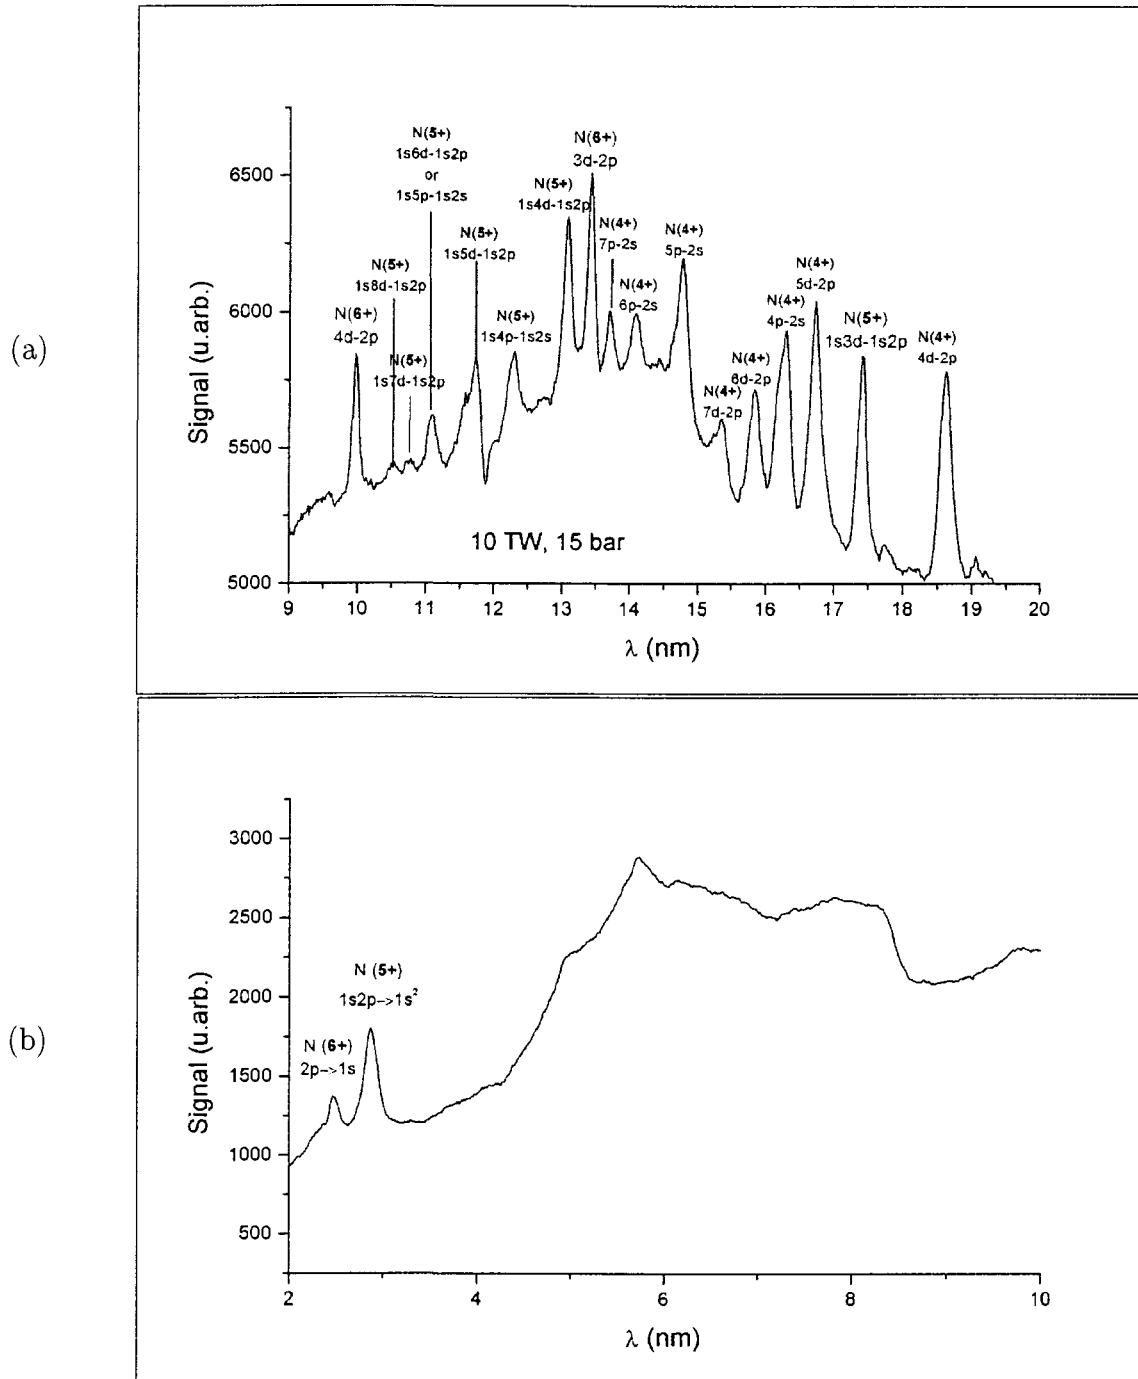 (a)
Signal (u.arb.)
6500
6000
5500
5000
N(6+)
4d-2p
N(5+)
1s8d-1s2p
N(5+)
1s7d-1s2p
N(5+)
1s6d-1s2p
or
1s5p-1s2s
N(5+)
1s5d-1s2p
N(5+)
1s4p-1s2s
N(5+)
1s4d-1s2p
N(6+)
3d-2p
N(4+)
7p-2s
N(4+)
6p-2s
N(4+)
5p-2s
N(4+)
7d-2p
N(4+)
6d-2p
N(4+)
4p-2s
N(4+)
5d-2p
N(5+)
1s3d-1s2p
N(4+)
4d-2p
10 TW, 15 bar
9 10 11 12 13 14 15 16 17 18 19 20
λ (nm)
(b)
Signal (u.arb.)
3000
2500
2000
1500
1000
500
N (6+)
2p->1s
N (5+)
1s2p->1s²
2 4 6 8 10
λ (nm)